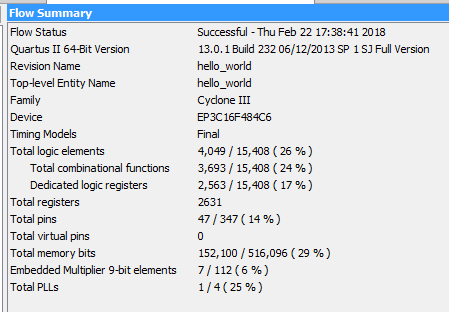 Flow Summary
Flow Status Successful - Thu Feb 22 17:38:41 2018
Quartus II 64-Bit Version 13.0.1 Build 232 06/12/2013 SP 1 SJ Full Version
Revision Name hello_world
Top-level Entity Name hello_world
Family Cyclone III
Device EP3C16F484C6
Timing Models Final
Total logic elements 4,049 / 15,408 ( 26 % )
Total combinational functions 3,693 / 15,408 ( 24 % )
Dedicated logic registers 2,563 / 15,408 ( 17 % )
Total registers 2631
Total pins 47 / 347 ( 14 % )
Total virtual pins 0
Total memory bits 152,100 / 516,096 ( 29 % )
Embedded Multiplier 9-bit elements 7 / 112 ( 6 % )
Total PLLs 1 / 4 ( 25 % )